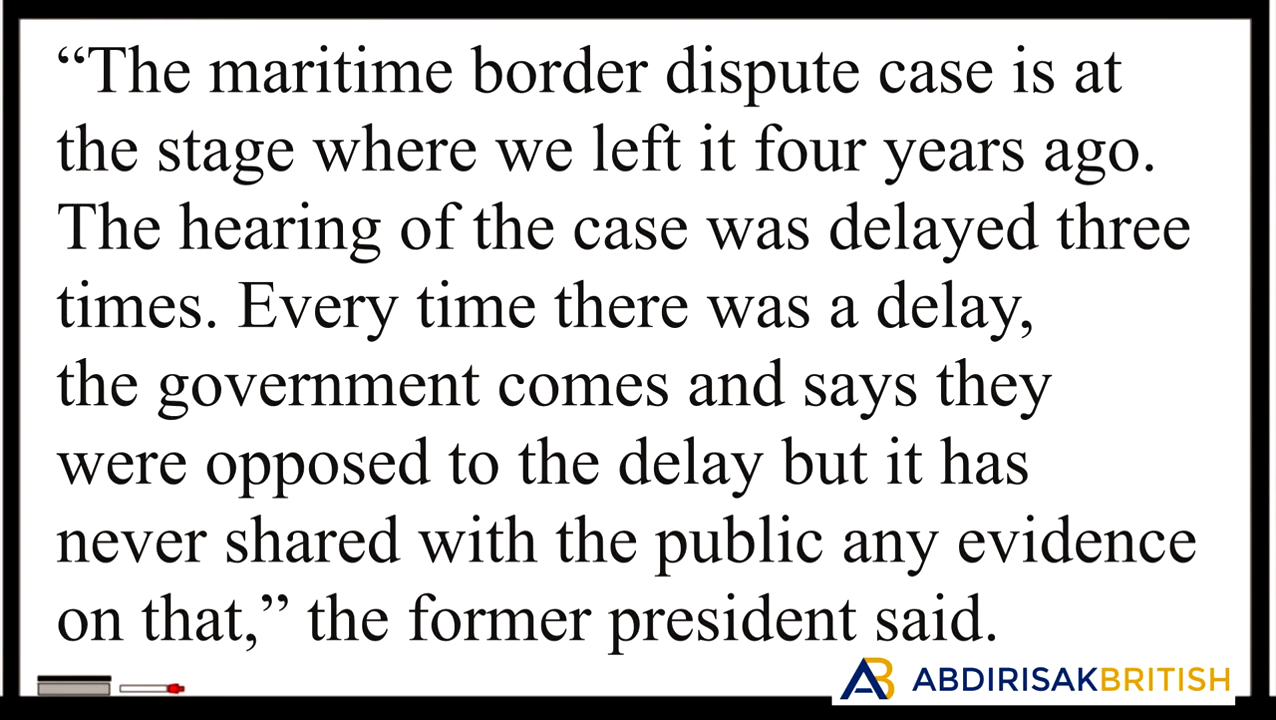 “The maritime border dispute case is at
the stage where we left it four years ago.
The hearing of the case was delayed three
times. Every time there was a delay,
the government comes and says they
were opposed to the delay but it has
never shared with the public any evidence
on that,” the former president said.
AB ABDIRISAKBRITISH